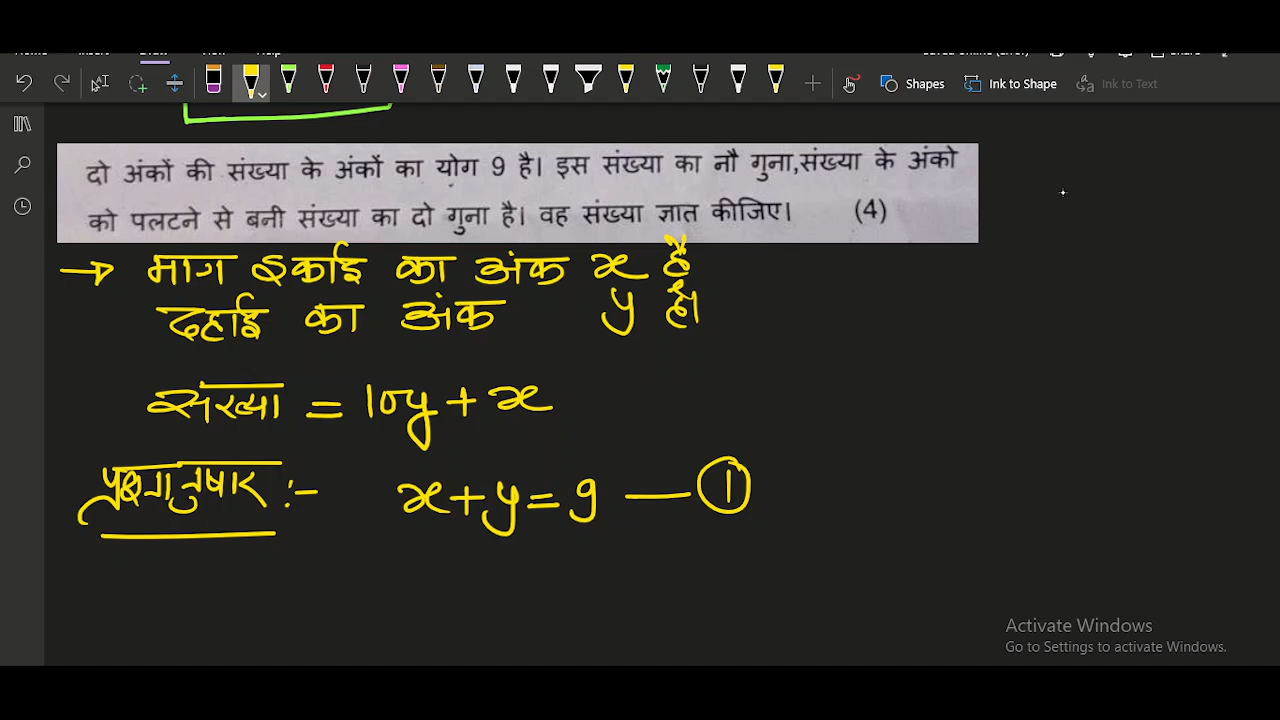 Shapes Ink to Shape Ink to Text
दो अंकों की संख्या के अंकों का योग 9 है। इस संख्या का नौ गुना,संख्या के अंको
को पलटने से बनी संख्या का दो गुना है। वह संख्या ज्ञात कीजिए। (4)
→ माना इकाई का अंक x है
दहाई का अंक y है।
संख्या = 10y + x
प्रश्नानुषार :- x + y = 9 — ①
Activate Windows
Go to Settings to activate Windows.